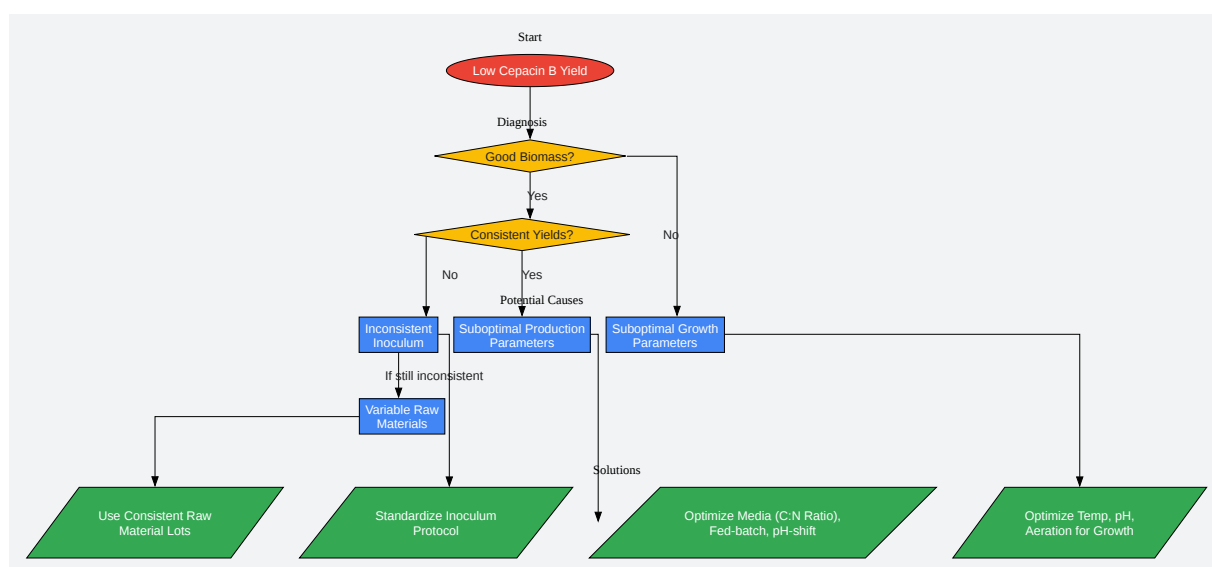 Start
Low Cepacin B Yield
Diagnosis
Good Biomass?
Yes
Consistent Yields?
No
No
Yes
Potential Causes
Inconsistent
Inoculum
Suboptimal Production
Parameters
Suboptimal Growth
Parameters
If still inconsistent
Variable Raw
Materials
Solutions
Use Consistent Raw
Material Lots
Standardize Inoculum
Protocol
Optimize Media (C:N Ratio),
Fed-batch, pH-shift
Optimize Temp, pH,
Aeration for Growth